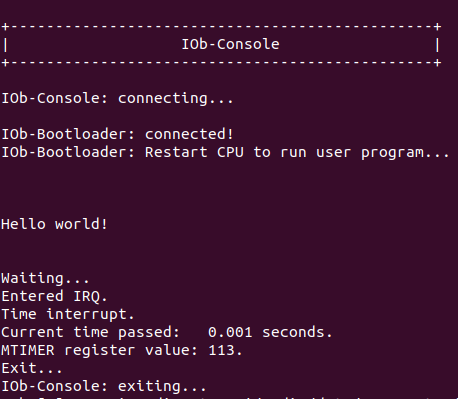 +-----------------------------------------------+
|                   IOb-Console                 |
+-----------------------------------------------+
IOb-Console: connecting...
IOb-Bootloader: connected!
IOb-Bootloader: Restart CPU to run user program...
Hello world!
Waiting...
Entered IRQ.
Time interrupt.
Current time passed:   0.001 seconds.
MTIMER register value: 113.
Exit...
IOb-Console: exiting...